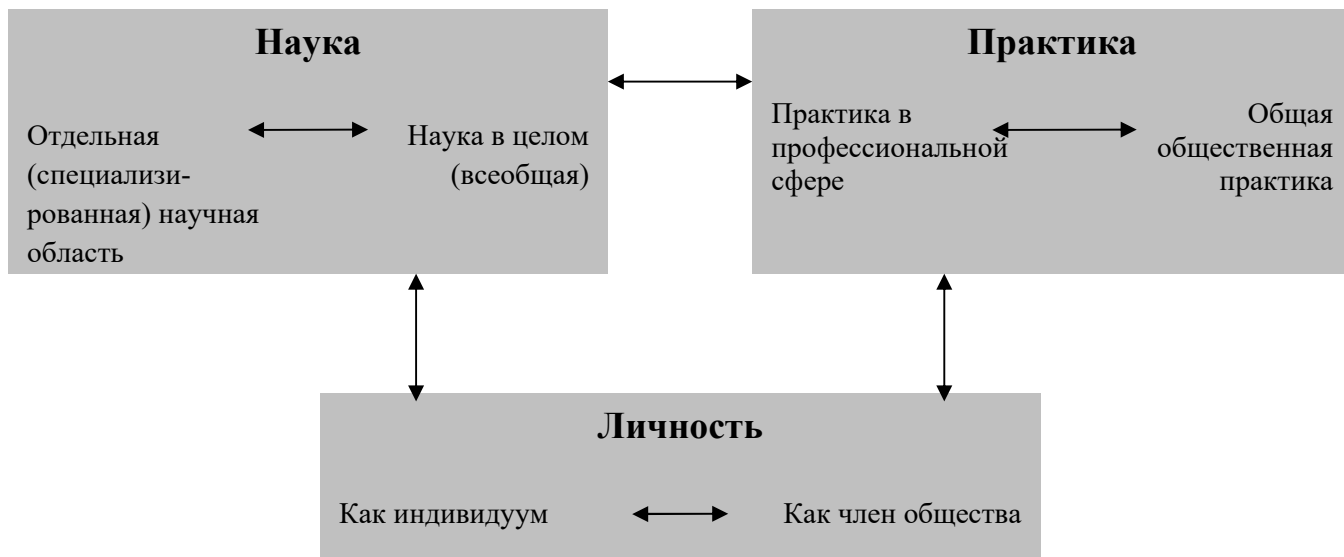 Наука
Отдельная
(специализи-
рованная) научная
область
Наука в целом
(всеобщая)
Практика
Практика в
профессиональной
сфере
Общая
общественная
практика
Личность
Как индивидуум
Как член общества